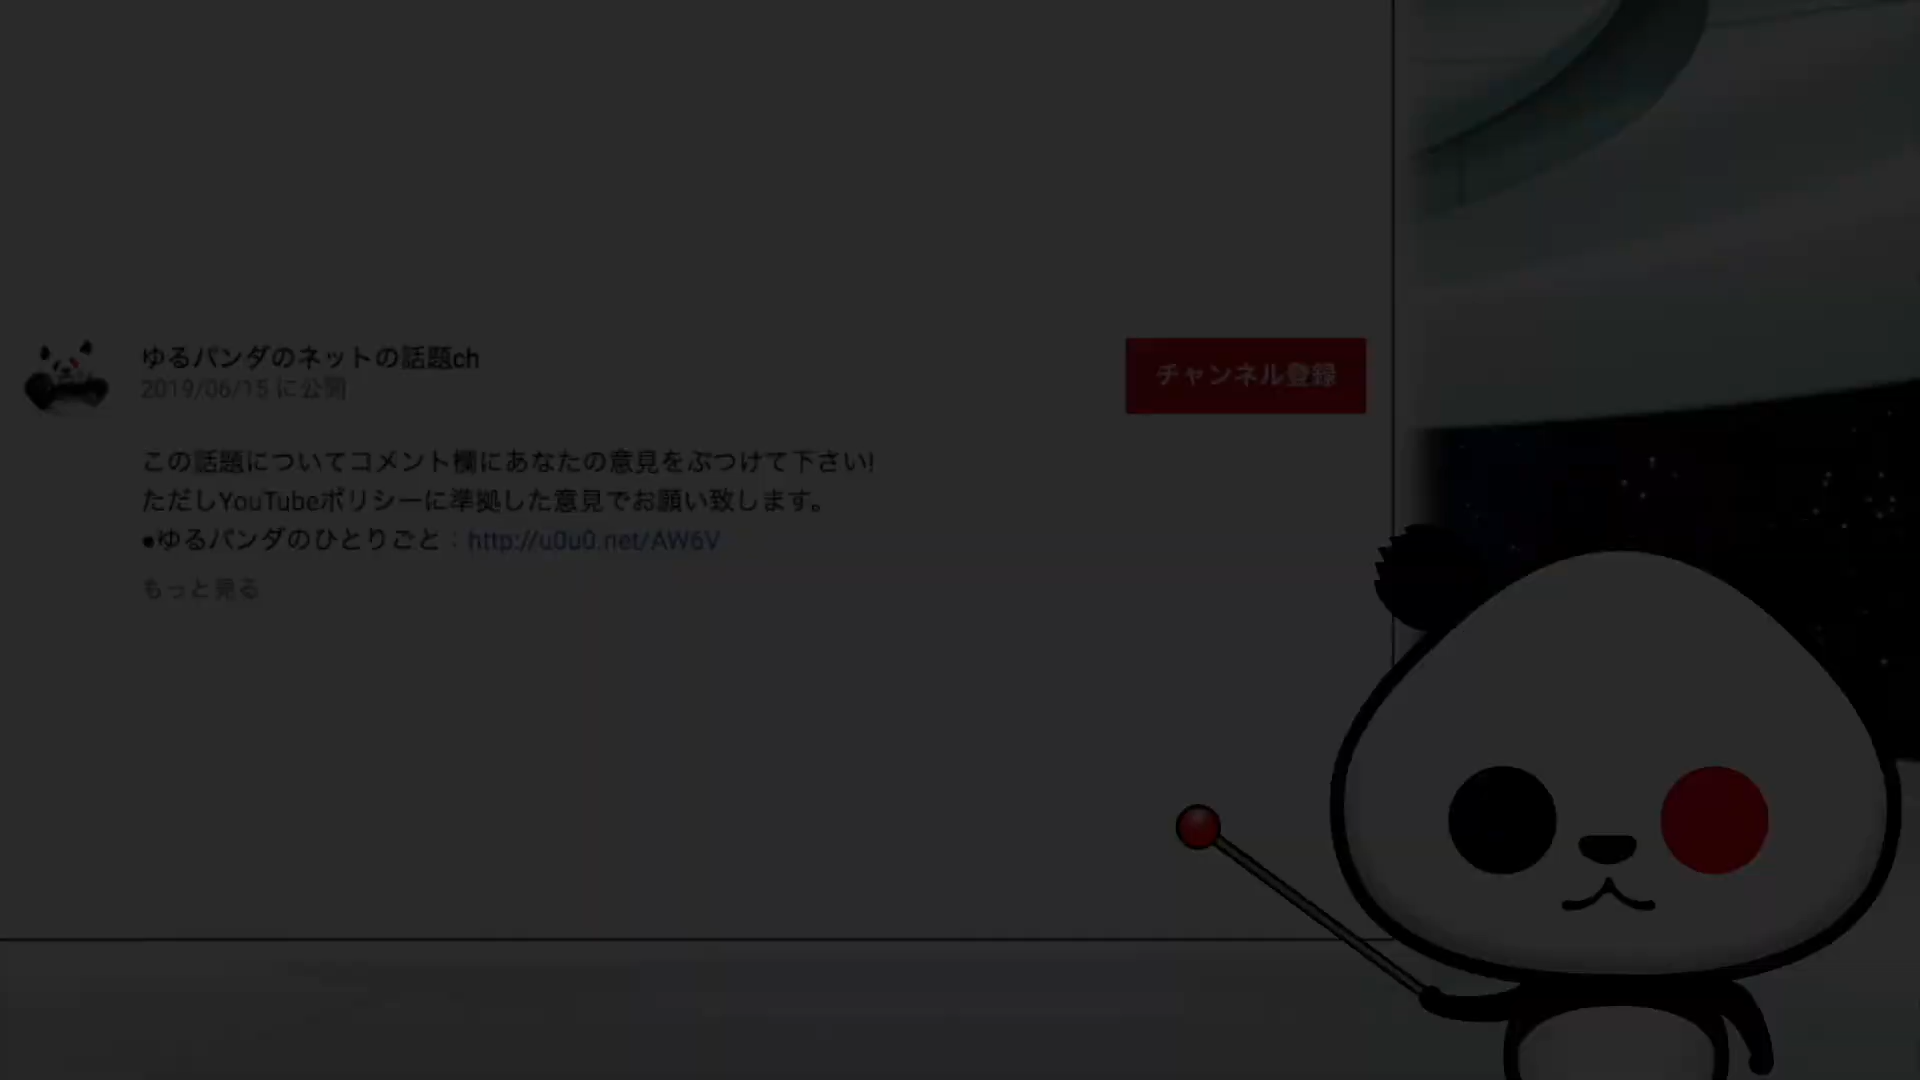 ゆるパンダのネットの話題ch
2019/06/15 に公開
チャンネル登録
この話題についてコメント欄にあなたの意見をぶつけて下さい!
ただしYouTubeポリシーに準拠した意見でお願い致します。
●ゆるパンダのひとりごと：http://u0u0.net/AW6V
もっと見る